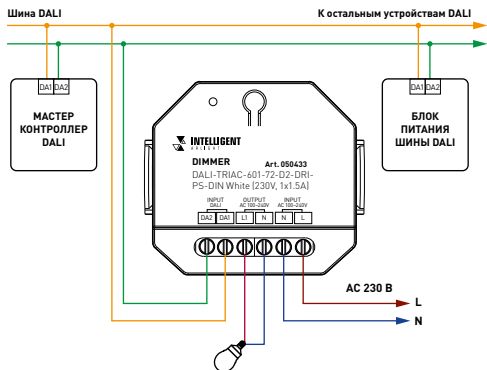 Шина DALI
К остальным устройствам DALI
DA1 DA2
МАСТЕР
КОНТРОЛЛЕР
DALI
DA1 DA2
БЛОК
ПИТАНИЯ
ШИНЫ DALI
INTELLIGENT
ARLIGHT
DIMMER
Art. 050433
DALI-TRIAC-601-72-D2-DRI-
PS-DIN White (230V, 1x1.5A)
INPUT
DALI
OUTPUT
AC 100-240V
INPUT
AC 100-240V
DA2 DA1 L1 N N L
AC 230 В
L
N